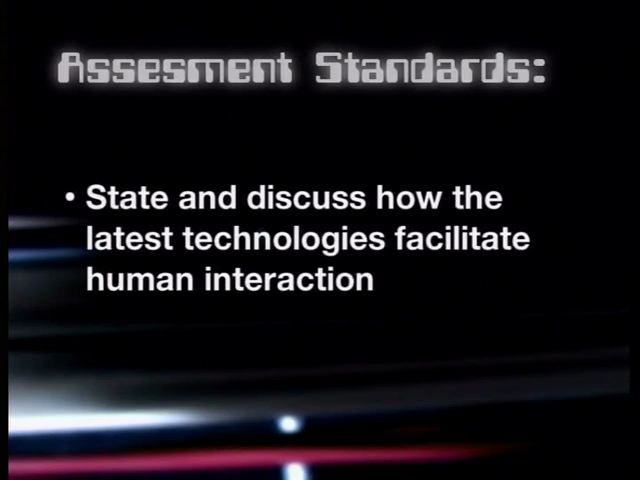 Assesment Standards:
• State and discuss how the
latest technologies facilitate
human interaction